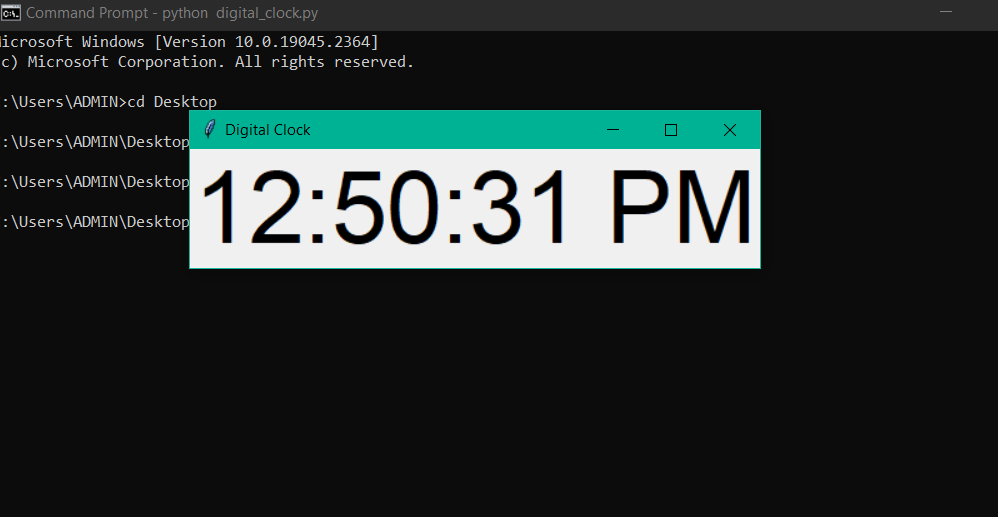 Command Prompt - python digital_clock.py
icrosoft Windows [Version 10.0.19045.2364]
c) Microsoft Corporation. All rights reserved.
:\Users\ADMIN>cd Desktop
:\Users\ADMIN\Desktop
:\Users\ADMIN\Desktop
:\Users\ADMIN\Desktop
Digital Clock
12:50:31 PM